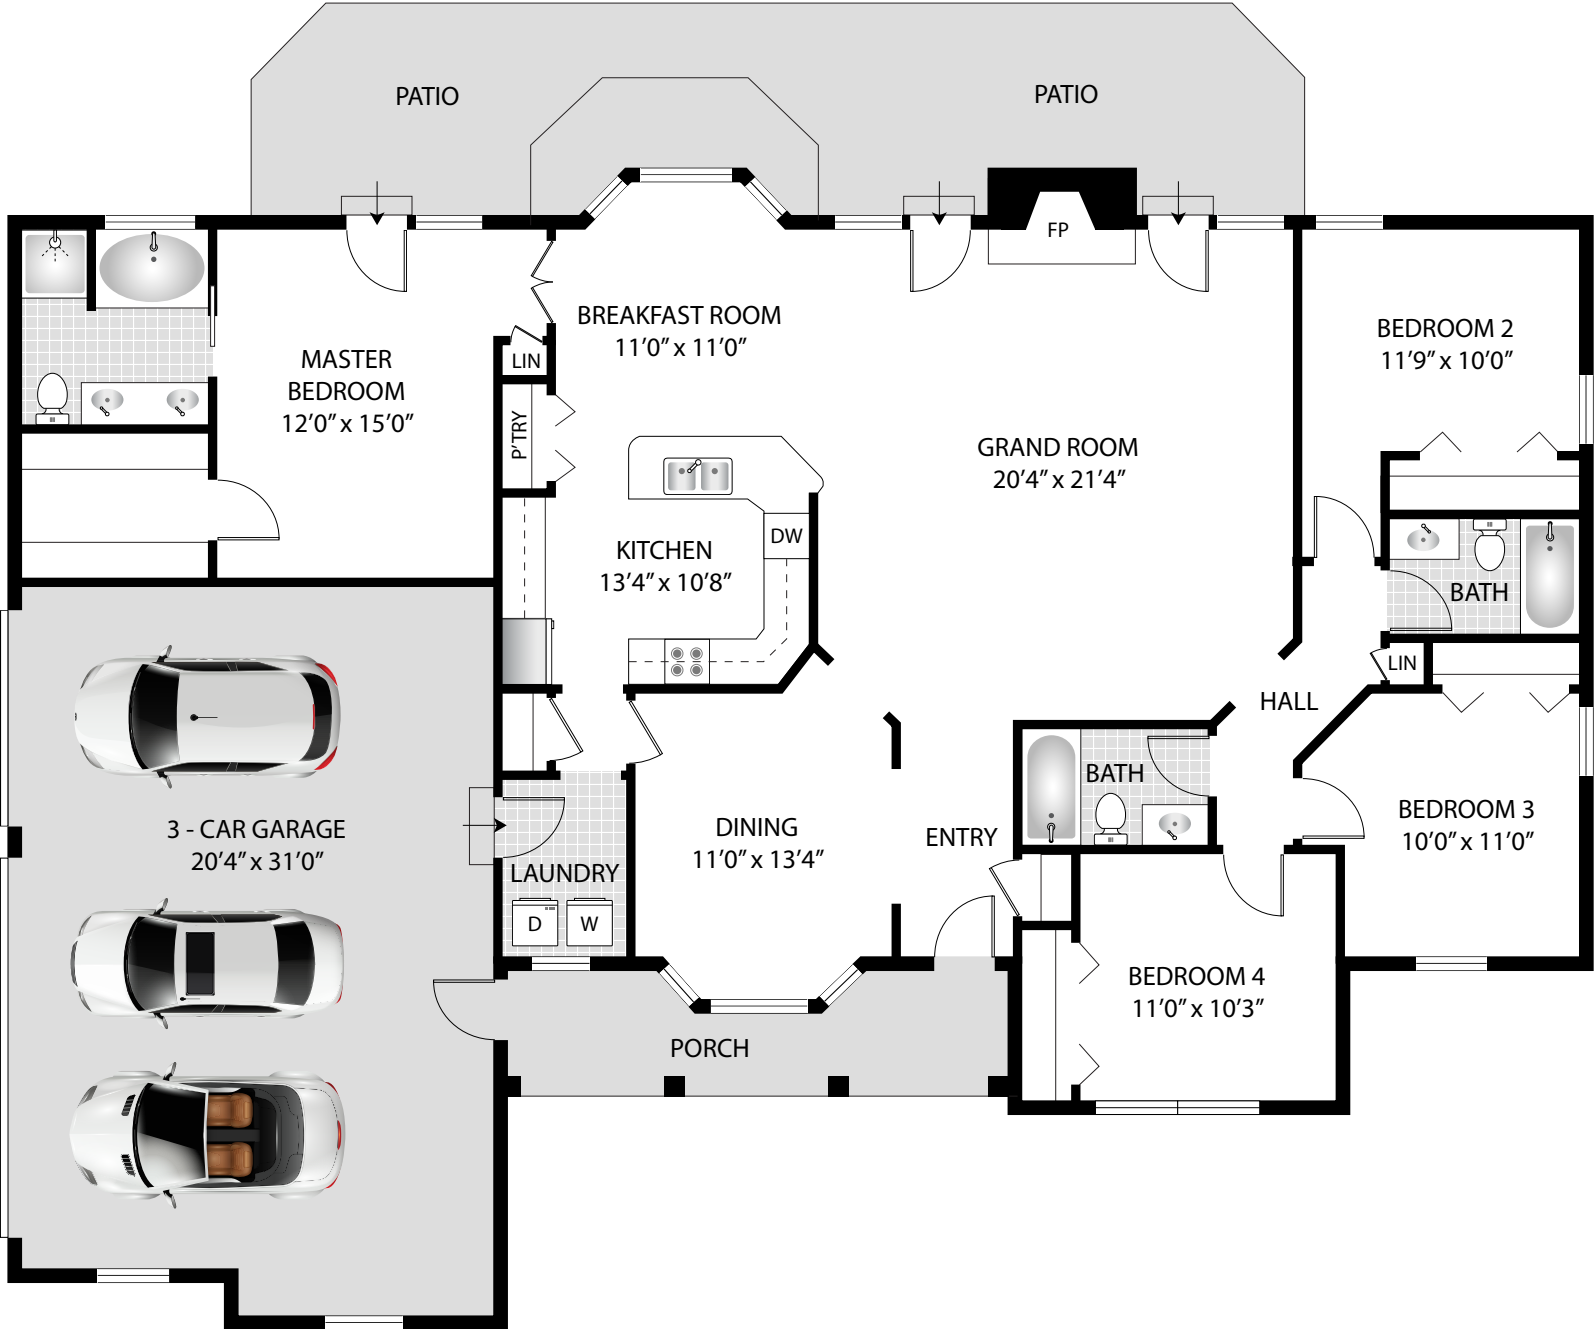 PATIO
PATIO
FP
BREAKFAST ROOM
11’0” x 11’0”
BEDROOM 2
11’9” x 10’0”
MASTER
BEDROOM
12’0” x 15’0”
LIN
P’TRY
GRAND ROOM
20’4” x 21’4”
DW
KITCHEN
13’4” x 10’8”
BATH
LIN
HALL
BATH
3 - CAR GARAGE
20’4” x 31’0”
DINING
11’0” x 13’4”
ENTRY
BEDROOM 3
10’0” x 11’0”
LAUNDRY
D
W
BEDROOM 4
11’0” x 10’3”
PORCH